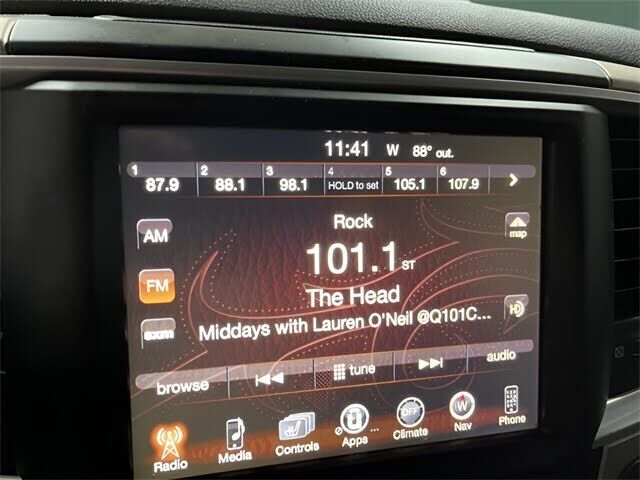 11:41 W 88° out.
1 2 3 4 5 6
87.9 88.1 98.1 HOLD to set 105.1 107.9
Rock
AM map
101.1 ST
FM
The Head
HD
Middays with Lauren O'Neil @Q101C...
browse tune audio
OFF W
Radio Media Controls Apps ... Climate Nav Phone